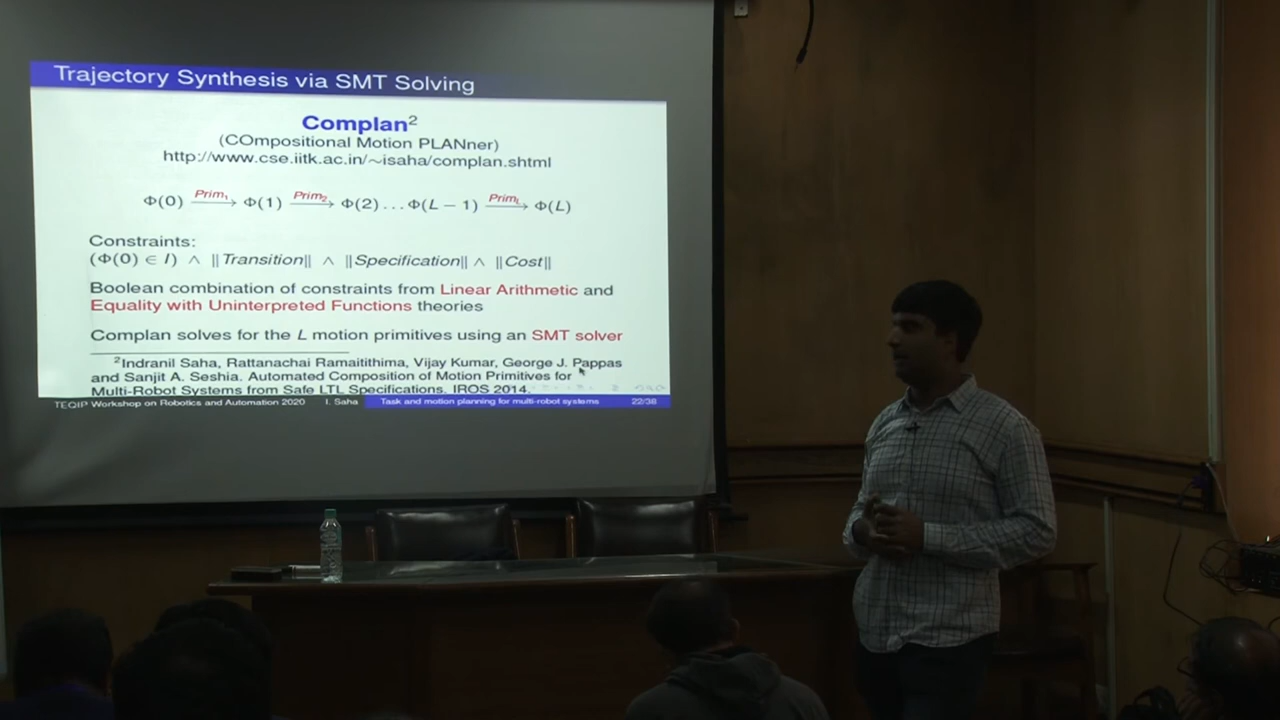 Trajectory Synthesis via SMT Solving
Complan²
(COmpositional Motion PLANner)
http://www.cse.iitk.ac.in/~isaha/complan.shtml
Φ(0) Prim₁→ Φ(1) Prim₂→ Φ(2)...Φ(L − 1) Prim_L→ Φ(L)
Constraints:
(Φ(0) ∈ I) ∧ ||Transition|| ∧ ||Specification|| ∧ ||Cost||
Boolean combination of constraints from Linear Arithmetic and
Equality with Uninterpreted Functions theories
Complan solves for the L motion primitives using an SMT solver
²Indranil Saha, Rattanachai Ramaitithima, Vijay Kumar, George J. Pappas
and Sanjit A. Seshia. Automated Composition of Motion Primitives for
Multi-Robot Systems from Safe LTL Specifications. IROS 2014.
TEQIP Workshop on Robotics and Automation 2020 I. Saha Task and motion planning for multi-robot systems 22/38